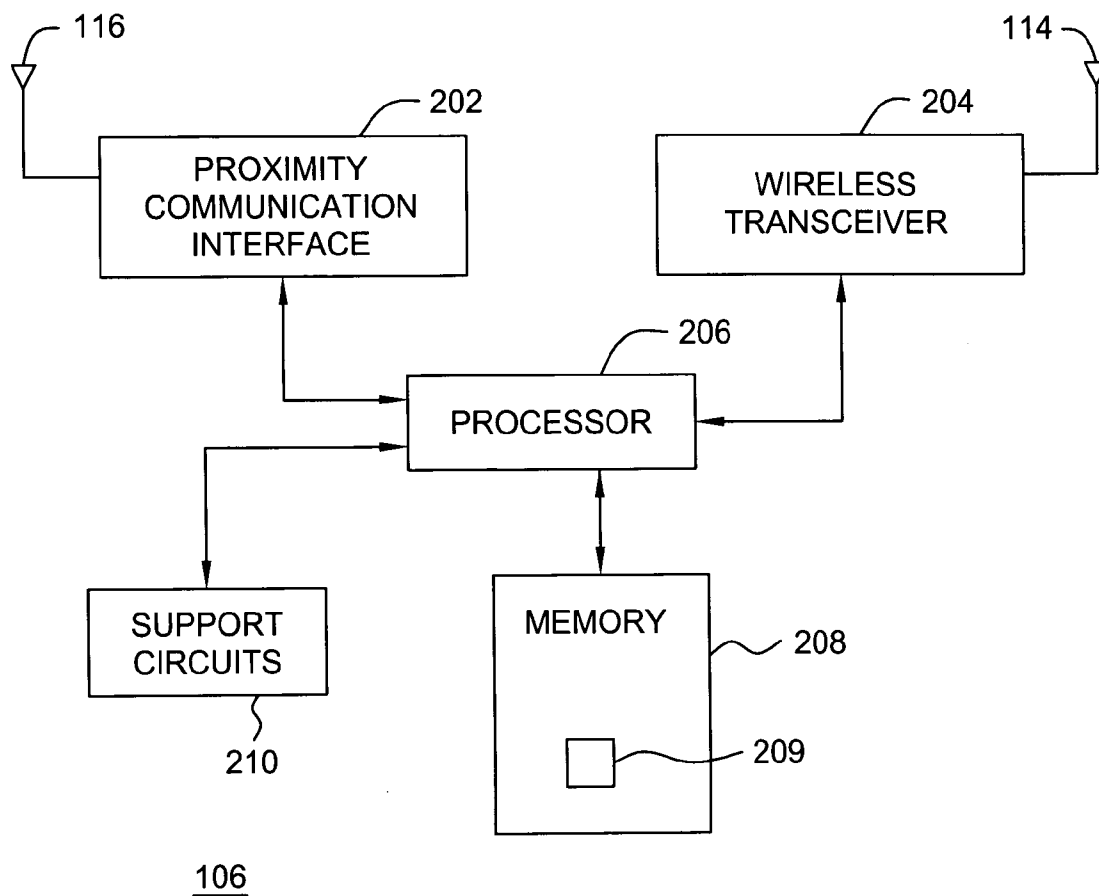 116
114
202
204
PROXIMITY
COMMUNICATION
INTERFACE
WIRELESS
TRANSCEIVER
206
PROCESSOR
SUPPORT
CIRCUITS
210
MEMORY
208
209
106